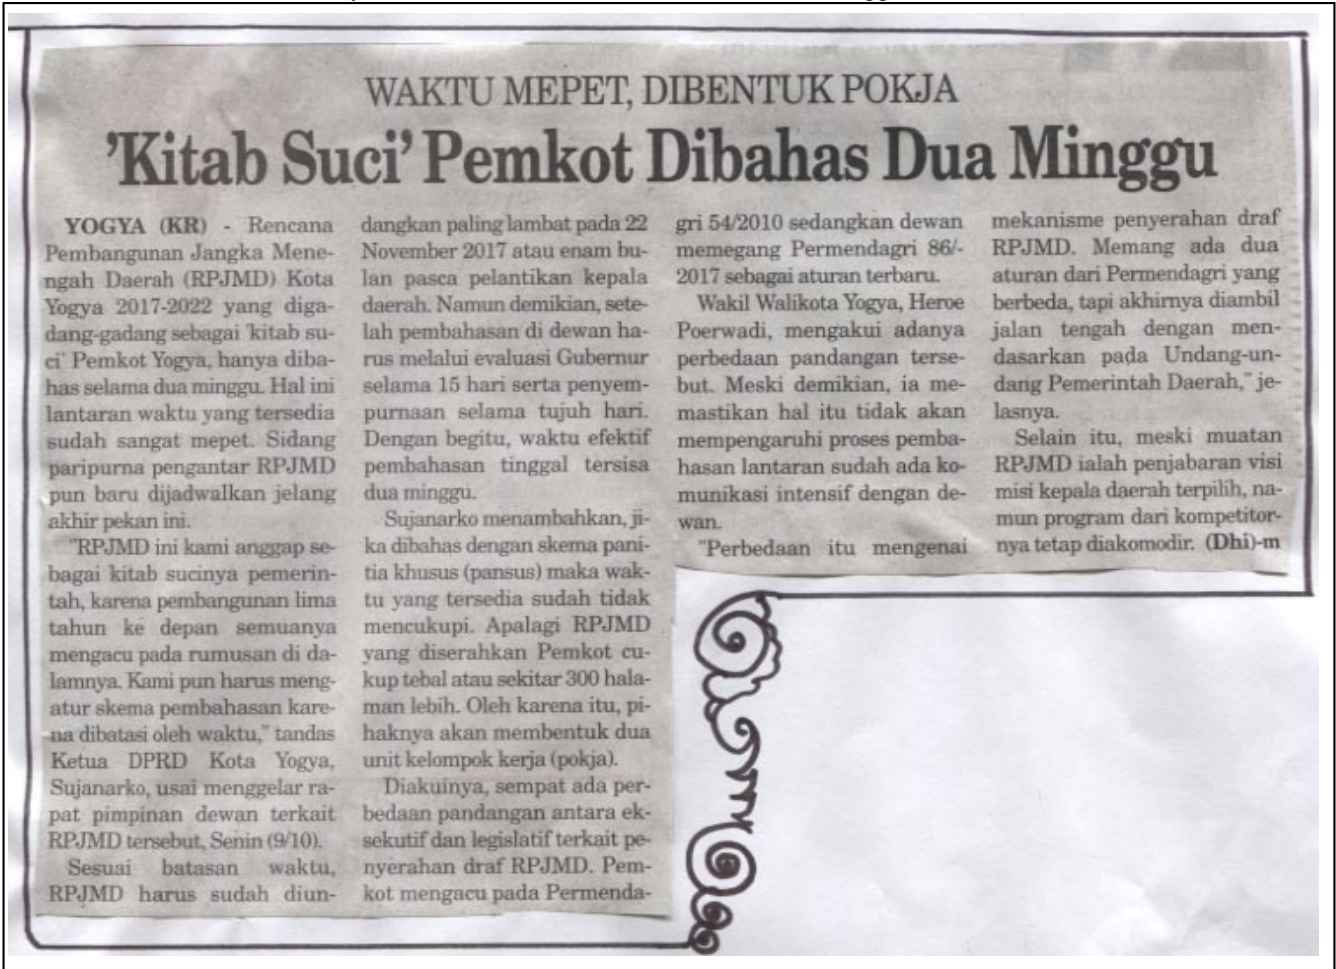 WAKTU MEPET, DIBENTUK POKJA
'Kitab Suci' Pemkot Dibahas Dua Minggu
YOGYA (KR) - Rencana
Pembangunan Jangka Mene-
ngah Daerah (RPJMD) Kota
Yogya 2017-2022 yang diga-
dang-gadang sebagai 'kitab su-
ci' Pemkot Yogya, hanya diba-
has selama dua minggu. Hal ini
lantaran waktu yang tersedia
sudah sangat mepet. Sidang
paripurna pengantar RPJMD
pun baru dijadwalkan jelang
akhir pekan ini.
"RPJMD ini kami anggap se-
bagai kitab sucinya pemerin-
tah, karena pembangunan lima
tahun ke depan semuanya
mengacu pada rumusan di da-
lamnya. Kami pun harus meng-
atur skema pembahasan kare-
na dibatasi oleh waktu," tandas
Ketua DPRD Kota Yogya,
Sujanarko, usai menggelar ra-
pat pimpinan dewan terkait
RPJMD tersebut, Senin (9/10).
Sesuai batasan waktu,
RPJMD harus sudah diun-
dangkan paling lambat pada 22
November 2017 atau enam bu-
lan pasca pelantikan kepala
daerah. Namun demikian, sete-
lah pembahasan di dewan ha-
rus melalui evaluasi Gubernur
selama 15 hari serta penyem-
purnaan selama tujuh hari.
Dengan begitu, waktu efektif
pembahasan tinggal tersisa
dua minggu.
Sujanarko menambahkan, ji-
ka dibahas dengan skema pani-
tia khusus (pansus) maka wak-
tu yang tersedia sudah tidak
mencukupi. Apalagi RPJMD
yang diserahkan Pemkot cu-
kup tebal atau sekitar 300 hala-
man lebih. Oleh karena itu, pi-
haknya akan membentuk dua
unit kelompok kerja (pokja).
Diakuinya, sempat ada per-
bedaan pandangan antara ek-
sekutif dan legislatif terkait pe-
nyerahan draf RPJMD. Pem-
kot mengacu pada Permenda-
gri 54/2010 sedangkan dewan
memegang Permendagri 86/-
2017 sebagai aturan terbaru.
Wakil Walikota Yogya, Heroe
Poerwadi, mengakui adanya
perbedaan pandangan terse-
but. Meski demikian, ia me-
mastikan hal itu tidak akan
mempengaruhi proses pemba-
hasan lantaran sudah ada ko-
munikasi intensif dengan de-
wan.
"Perbedaan itu mengenai
mekanisme penyerahan draf
RPJMD. Memang ada dua
aturan dari Permendagri yang
berbeda, tapi akhirnya diambil
jalan tengah dengan men-
dasarkan pada Undang-un-
dang Pemerintah Daerah," je-
lasnya.
Selain itu, meski muatan
RPJMD ialah penjabaran visi
misi kepala daerah terpilih, na-
mun program dari kompetitor-
nya tetap diakomodir. (Dhi)-m